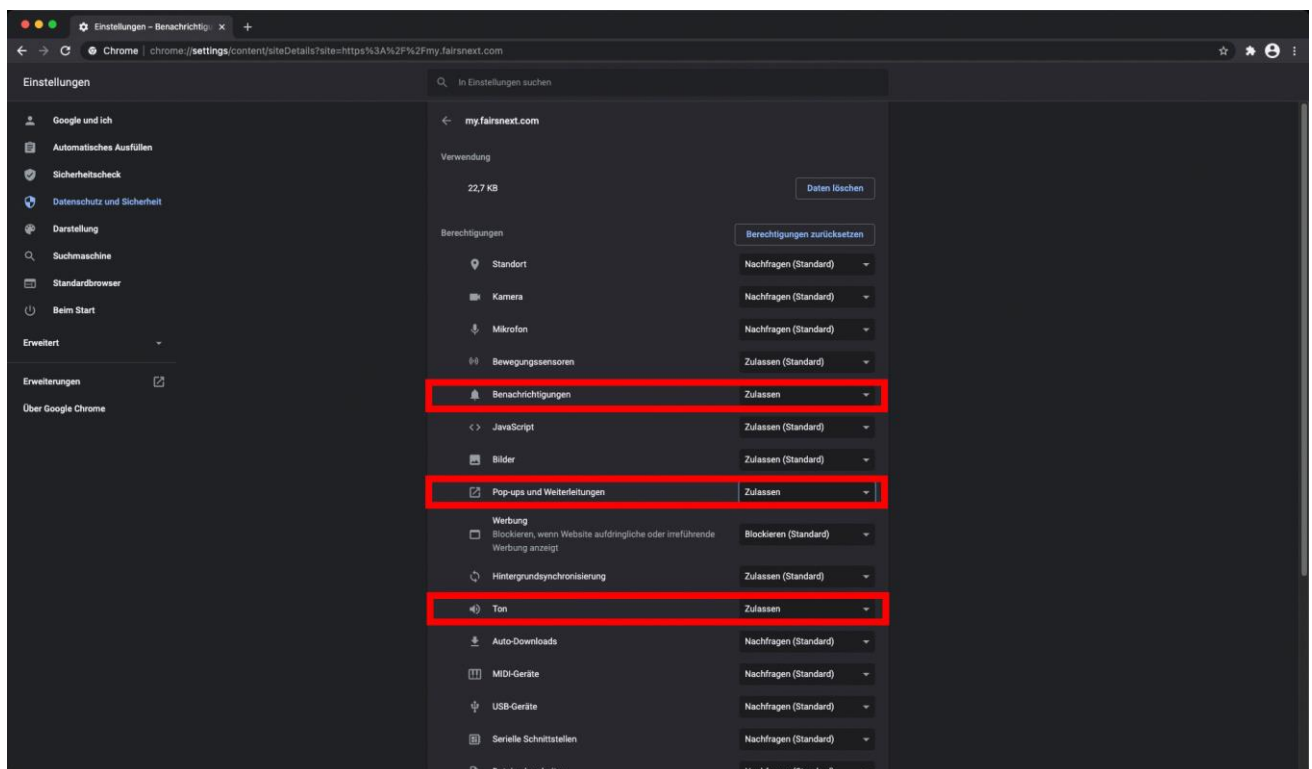 Einstellungen – Benachrichtig
Chrome | chrome://settings/content/siteDetails?site=https%3A%2F%2Fmy.fairsnext.com
Einstellungen
In Einstellungen suchen
Google und ich
Automatisches Ausfüllen
Sicherheitscheck
Datenschutz und Sicherheit
Darstellung
Suchmaschine
Standardbrowser
Beim Start
Erweitert
Erweiterungen
Über Google Chrome
my.fairsnext.com
Verwendung
22,7 KB Daten löschen
Berechtigungen Berechtigungen zurücksetzen
Standort Nachfragen (Standard)
Kamera Nachfragen (Standard)
Mikrofon Nachfragen (Standard)
Bewegungssensoren Zulassen (Standard)
Benachrichtigungen Zulassen
JavaScript Zulassen (Standard)
Bilder Zulassen (Standard)
Pop-ups und Weiterleitungen Zulassen
Werbung
Blockieren, wenn Website aufdringliche oder irreführende Blockieren (Standard)
Werbung anzeigt
Hintergrundsynchronisierung Zulassen (Standard)
Ton Zulassen
Auto-Downloads Nachfragen (Standard)
MIDI-Geräte Nachfragen (Standard)
USB-Geräte Nachfragen (Standard)
Serielle Schnittstellen Nachfragen (Standard)